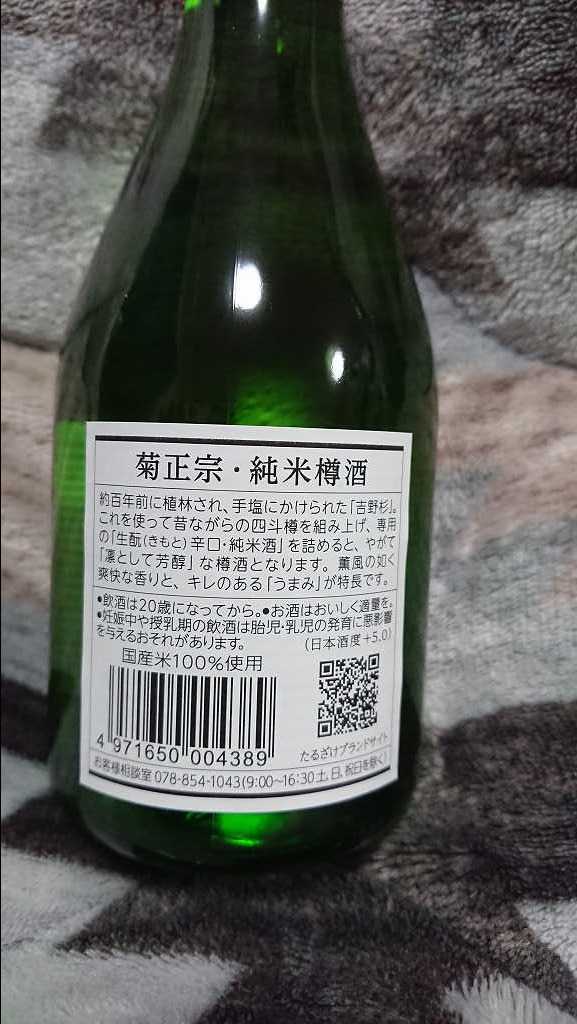 菊正宗・純米樽酒
約百年前に植林され、手塩にかけられた「吉野杉」。
これを使って昔ながらの四斗樽を組み上げ、専用
の「生酛(きもと)辛口・純米酒」を詰めると、やがて
「凛として芳醇」な樽酒となります。薫風の如く
爽快な香りと、キレのある「うまみ」が特長です。
●飲酒は20歳になってから。●お酒はおいしく適量を。
●妊娠中や授乳期の飲酒は胎児・乳児の発育に悪影響
を与えるおそれがあります。 (日本酒度+5.0)
国産米100%使用
4 971650 004389
たるざけブランドサイト
お客様相談室 078-854-1043(9:00~16:30 土、日、祝日を除く)